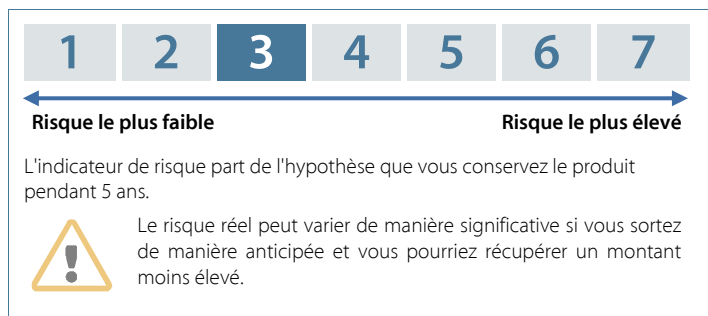 1 2 3 4 5 6 7
Risque le plus faible Risque le plus élevé
L'indicateur de risque part de l'hypothèse que vous conservez le produit
pendant 5 ans.
Le risque réel peut varier de manière significative si vous sortez
de manière anticipée et vous pourriez récupérer un montant
moins élevé.